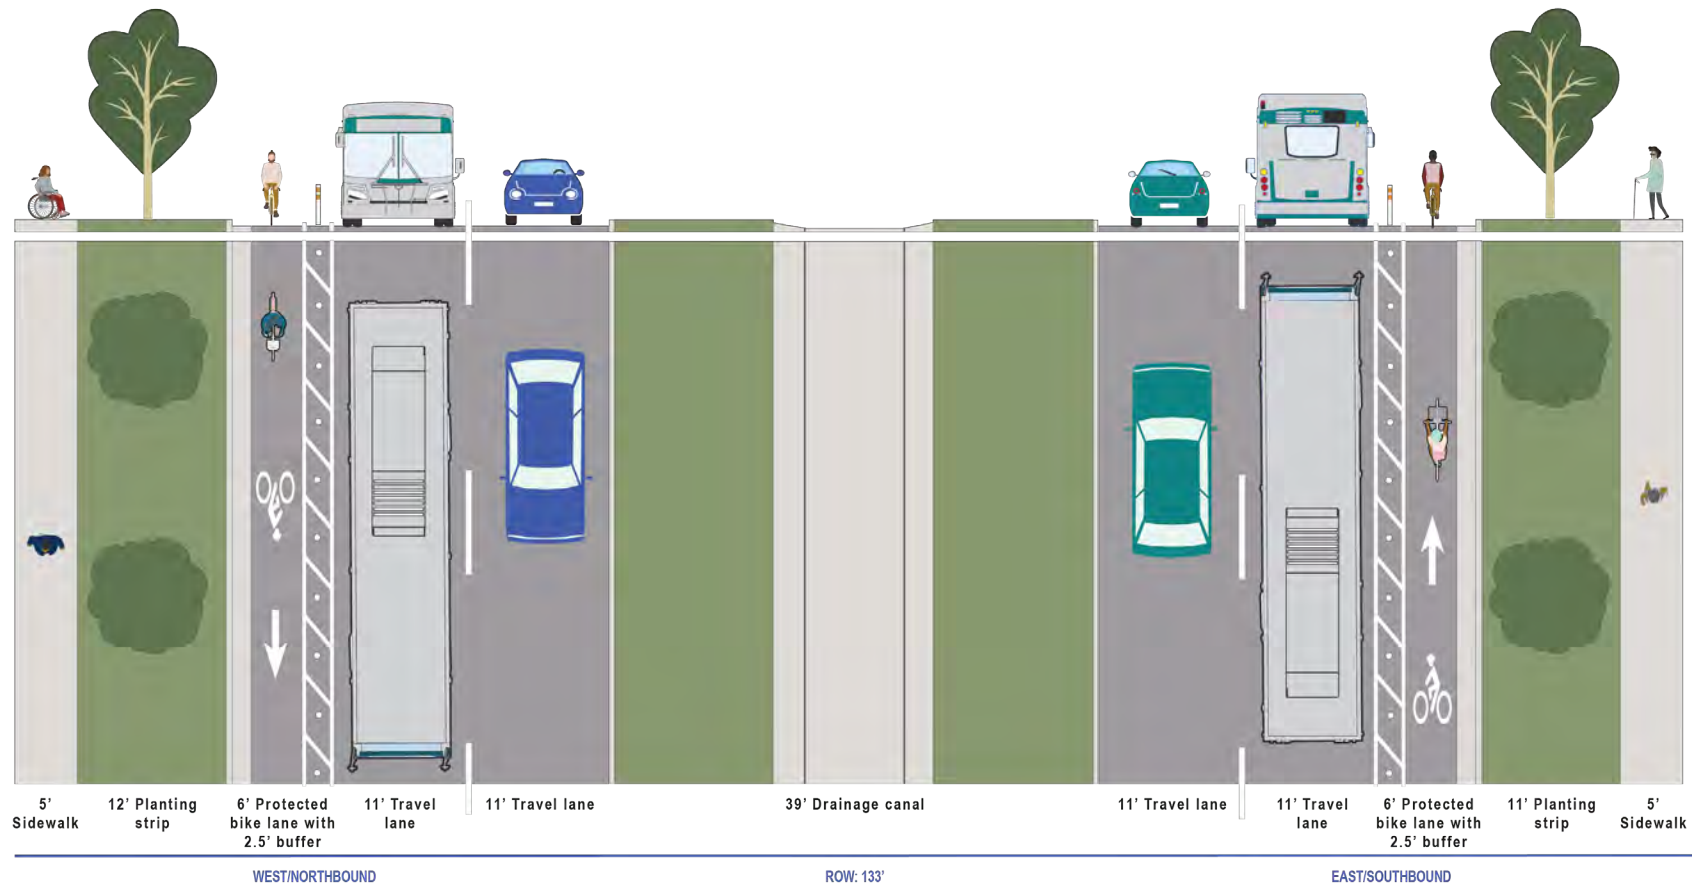 5’
Sidewalk
12’ Planting
strip
6’ Protected
bike lane with
2.5’ buffer
11’ Travel
lane
11’ Travel lane
39’ Drainage canal
11’ Travel lane
11’ Travel
lane
6’ Protected
bike lane with
2.5’ buffer
11’ Planting
strip
5’
Sidewalk
WEST/NORTHBOUND
ROW: 133’
EAST/SOUTHBOUND